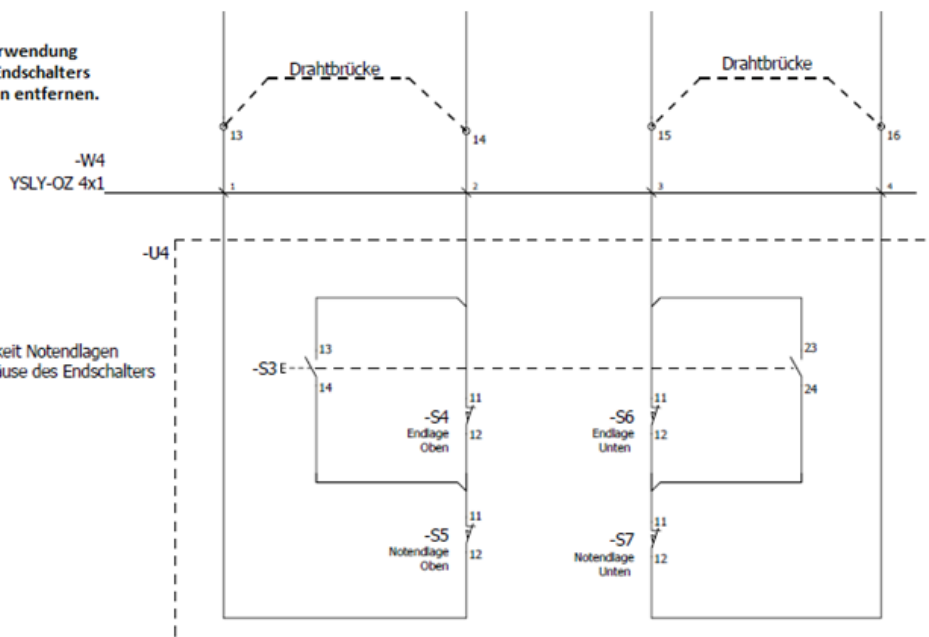 rwendung
Endschalters
n entfernen.
Drahtbrücke
Drahtbrücke
13
14
15
16
-W4
YSLY-OZ 4x1
1
2
3
4
-U4
keit Notendlagen
iuse des Endschalters
-S3 E
13
14
23
24
-S4
Endlage
Oben
11
12
-S6
Endlage
Unten
11
12
-S5
Notendlage
Oben
11
12
-S7
Notendlage
Unten
11
12